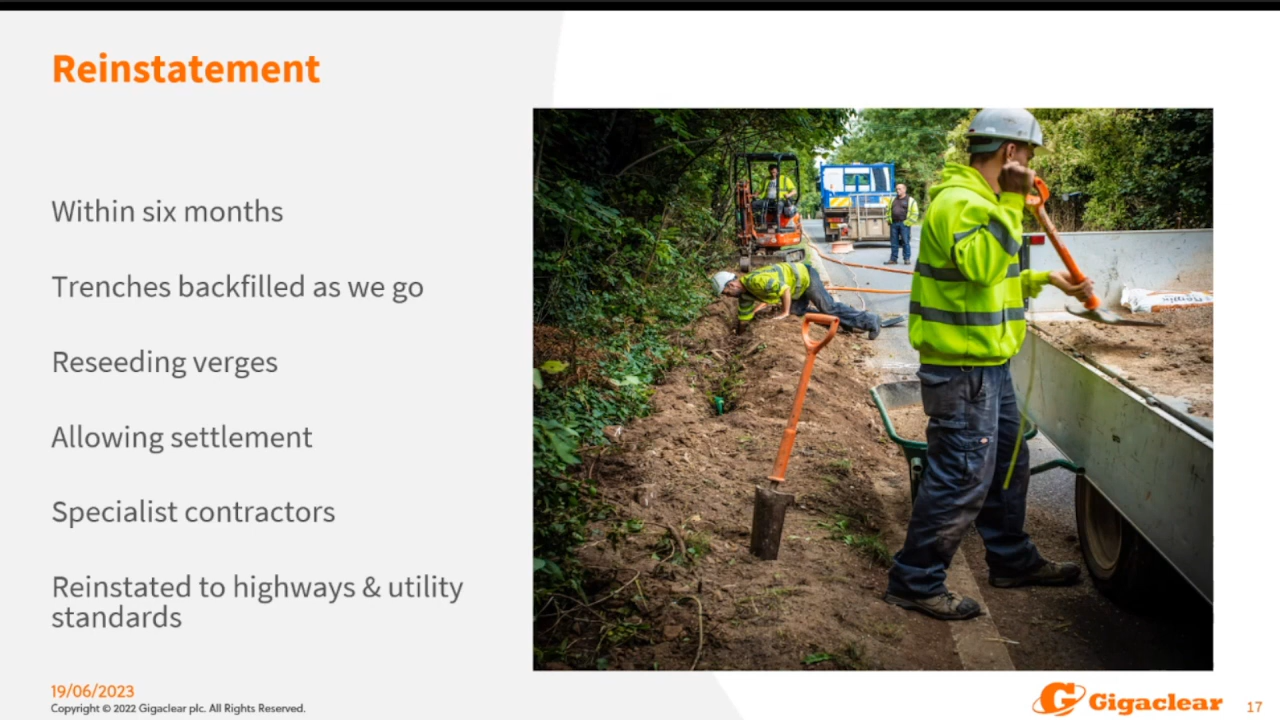 Reinstatement
Within six months
Trenches backfilled as we go
Reseeding verges
Allowing settlement
Specialist contractors
Reinstated to highways & utility
standards
19/06/2023
Copyright © 2022 Gigaclear plc. All Rights Reserved.
Gigaclear
17